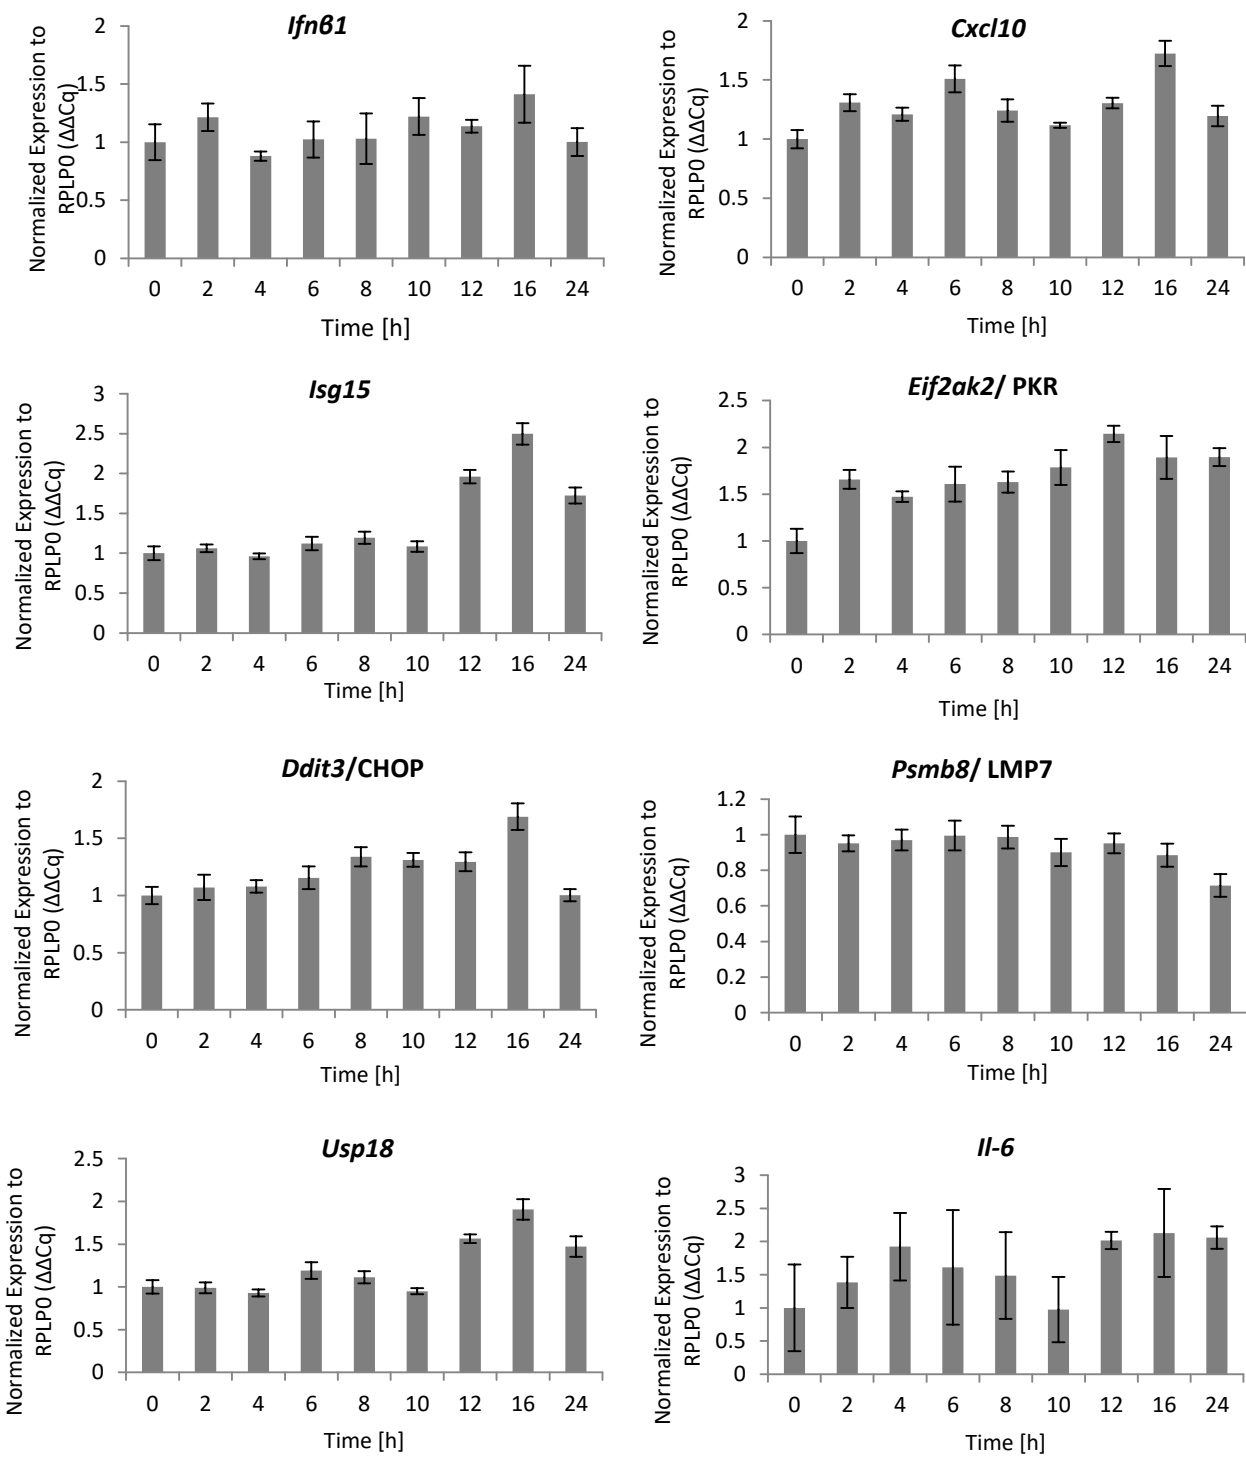 Ifnβ1
Normalized Expression to
RPLP0 (ΔΔCq)
2
1.5
1
0.5
0
0 2 4 6 8 10 12 16 24
Time [h]
Cxcl10
Normalized Expression to
RPLP0 (ΔΔCq)
2
1.5
1
0.5
0
0 2 4 6 8 10 12 16 24
Time [h]
Isg15
Normalized Expression to
RPLP0 (ΔΔCq)
3
2.5
2
1.5
1
0.5
0
0 2 4 6 8 10 12 16 24
Time [h]
Eif2ak2/ PKR
Normalized Expression to
RPLP0 (ΔΔCq)
2.5
2
1.5
1
0.5
0
0 2 4 6 8 10 12 16 24
Time [h]
Ddit3/CHOP
Normalized Expression to
RPLP0 (ΔΔCq)
2
1.5
1
0.5
0
0 2 4 6 8 10 12 16 24
Time [h]
Psmb8/ LMP7
Normalized Expression to
RPLP0 (ΔΔCq)
1.2
1
0.8
0.6
0.4
0.2
0
0 2 4 6 8 10 12 16 24
Time [h]
Usp18
Normalized Expression to
RPLP0 (ΔΔCq)
2.5
2
1.5
1
0.5
0
0 2 4 6 8 10 12 16 24
Time [h]
Il-6
Normalized Expression to
RPLP0 (ΔΔCq)
3
2.5
2
1.5
1
0.5
0
0 2 4 6 8 10 12 16 24
Time [h]